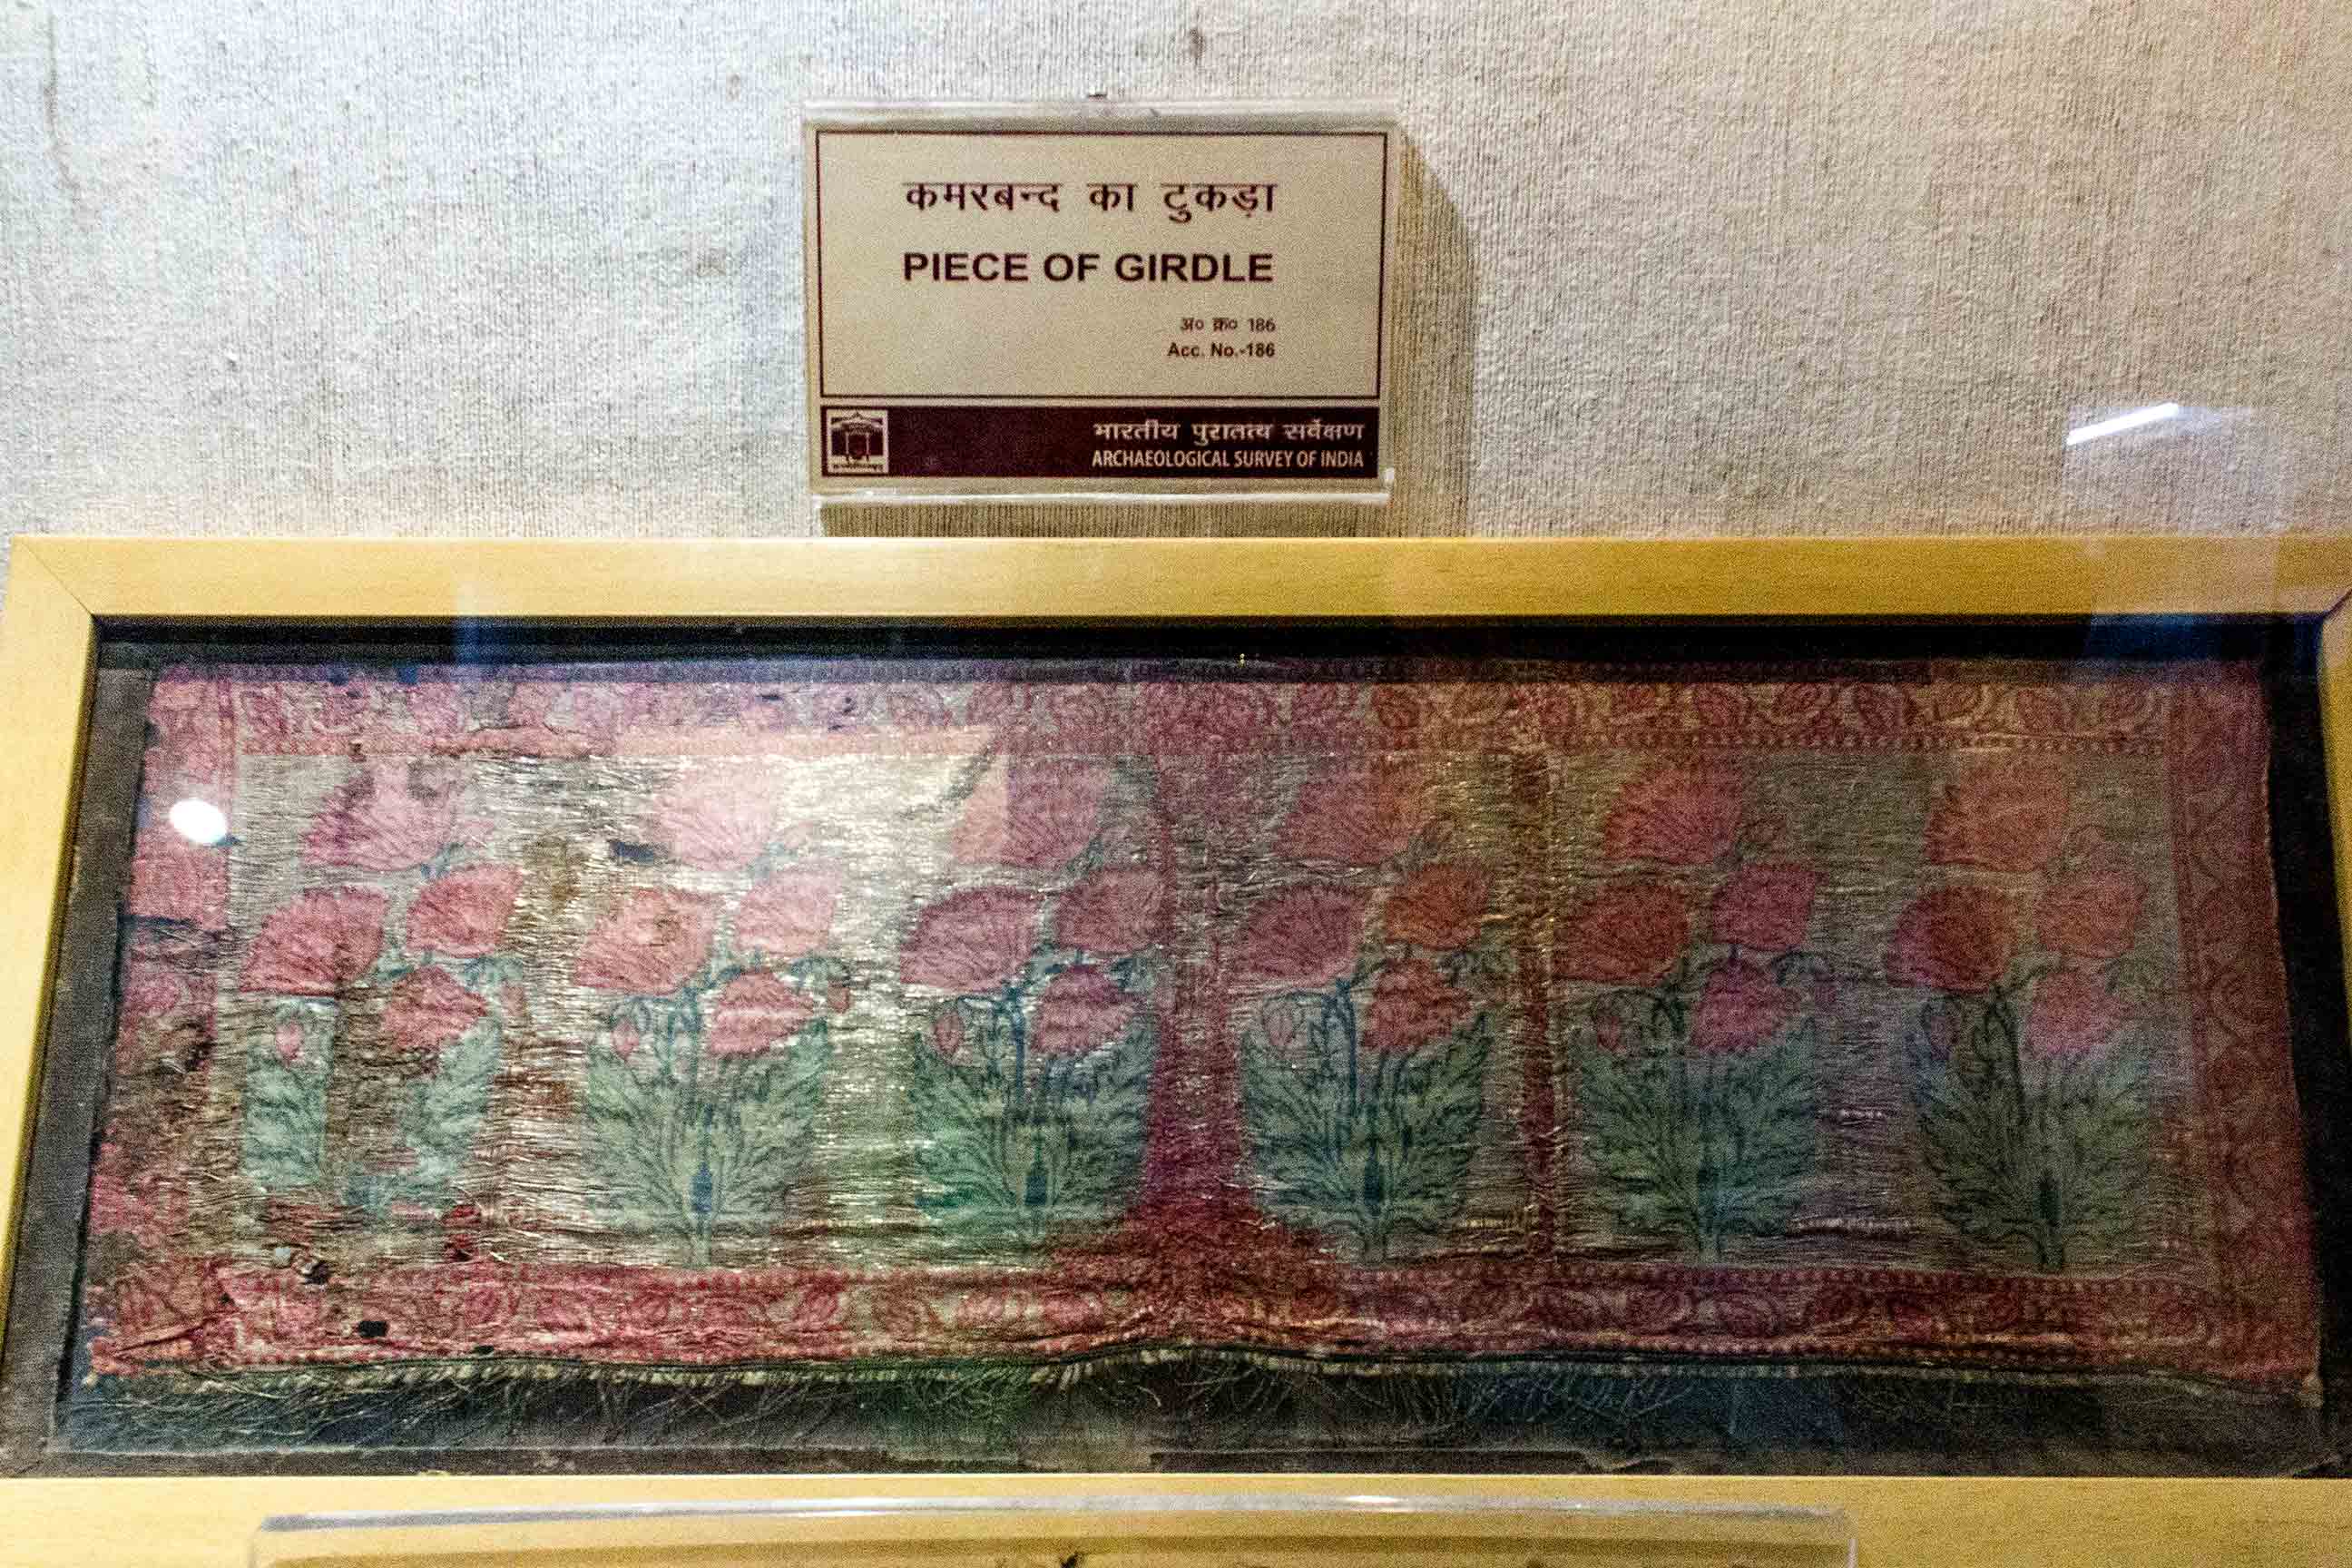 कमरबन्द का टुकड़ा
PIECE OF GIRDLE
अ० क्र० 186
Acc. No.-186
भारतीय पुरातत्व सर्वेक्षण
ARCHAEOLOGICAL SURVEY OF INDIA